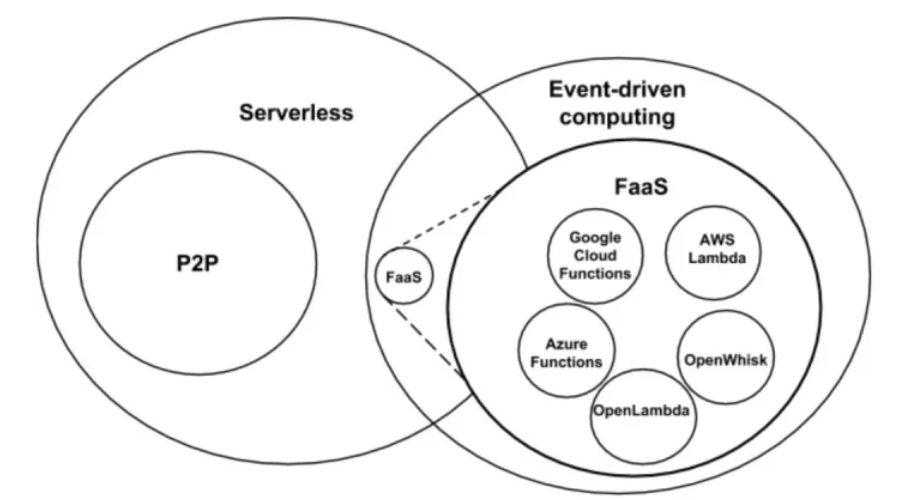 Serverless
Event-driven
computing
P2P
FaaS
FaaS
Google
Cloud
Functions
AWS
Lambda
Azure
Functions
OpenWhisk
OpenLambda